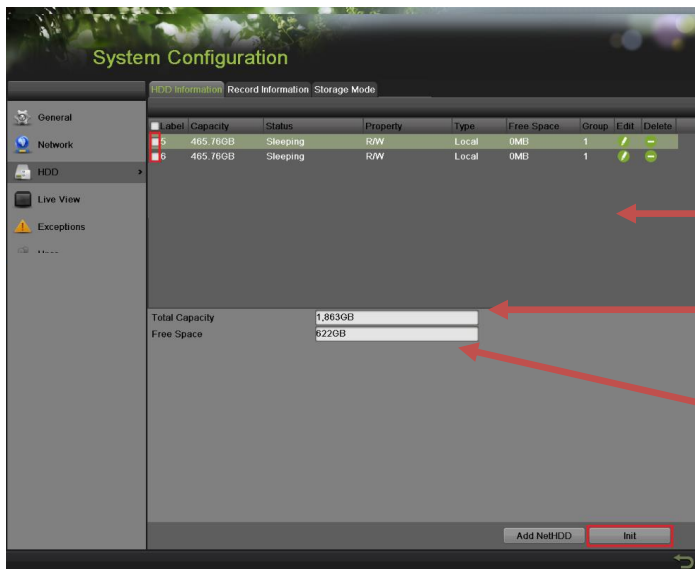 System Configuration
HDD Information Record Information Storage Mode
General
Network
HDD
Live View
Exceptions
Label Capacity Status Property Type Free Space Group Edit Delete
5 465.76GB Sleeping R/W Local 0MB 1
6 465.76GB Sleeping R/W Local 0MB 1
Total Capacity 1,863GB
Free Space 622GB
Add NetHDD Init